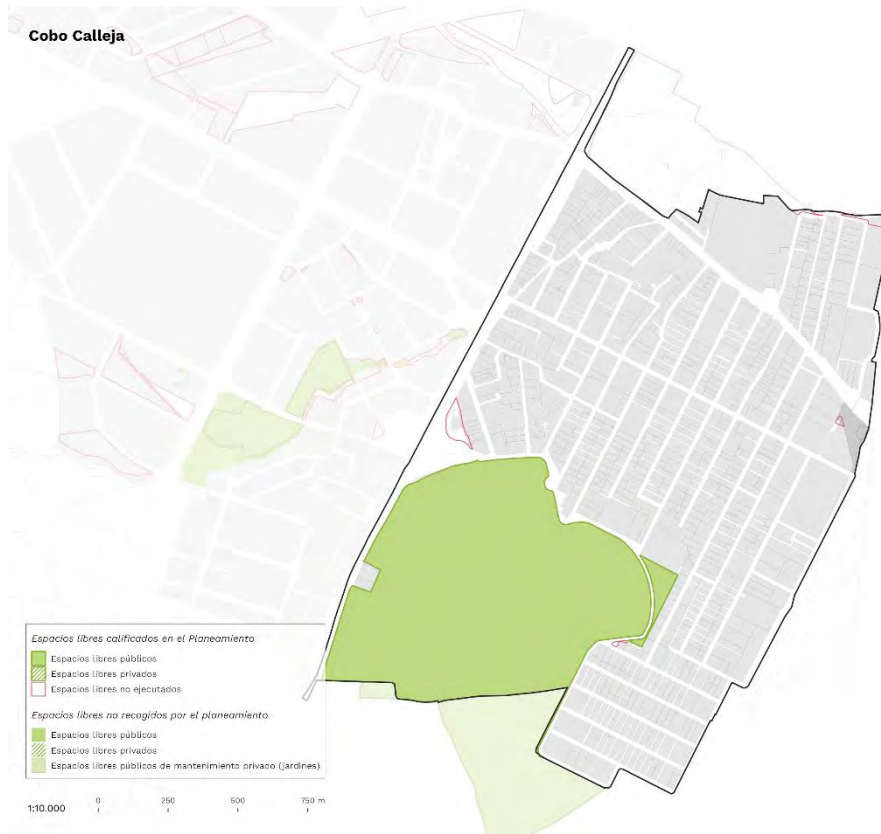 Cobo Calleja
Espacios libres calificados en el Planeamiento
Espacios libres públicos
Espacios libres privados
Espacios libres no ejecutados
Espacios libres no recogidos por el planeamiento
Espacios libres públicos
Espacios libres privados
Espacios libres públicos de mantenimiento privado (jardines)
1:10.000 0 250 500 750 m